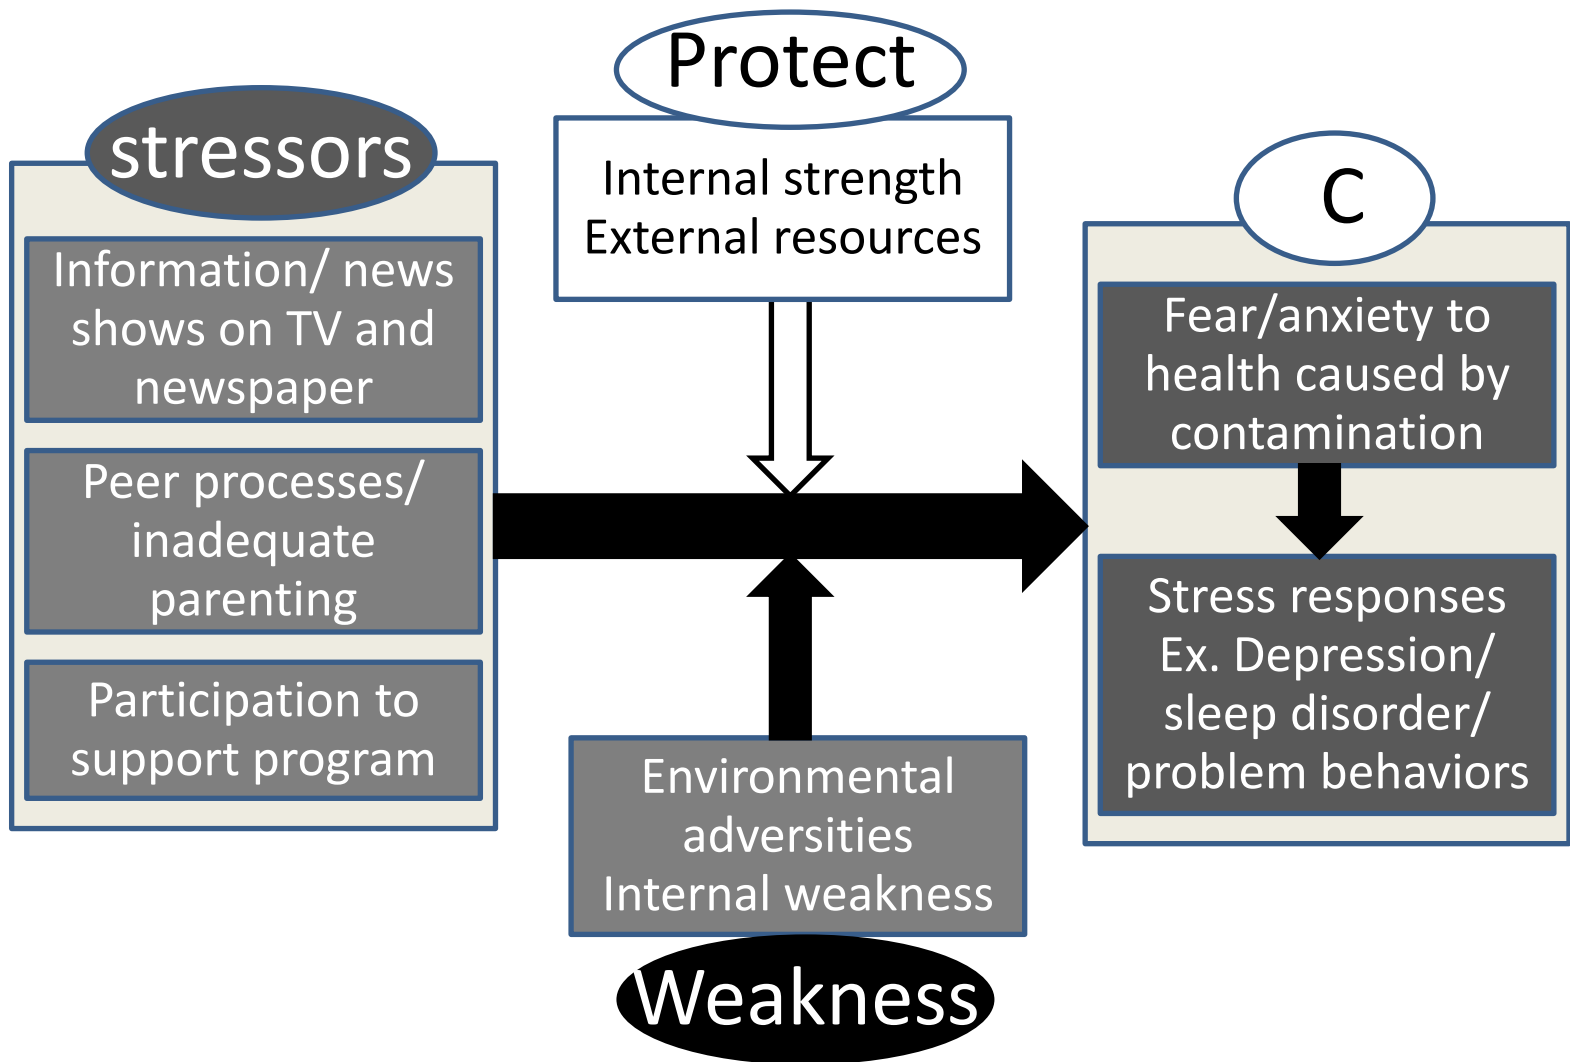 stressors
Information/ news
shows on TV and
newspaper
Peer processes/
inadequate
parenting
Participation to
support program
Protect
Internal strength
External resources
Environmental
adversities
Internal weakness
Weakness
C
Fear/anxiety to
health caused by
contamination
Stress responses
Ex. Depression/
sleep disorder/
problem behaviors